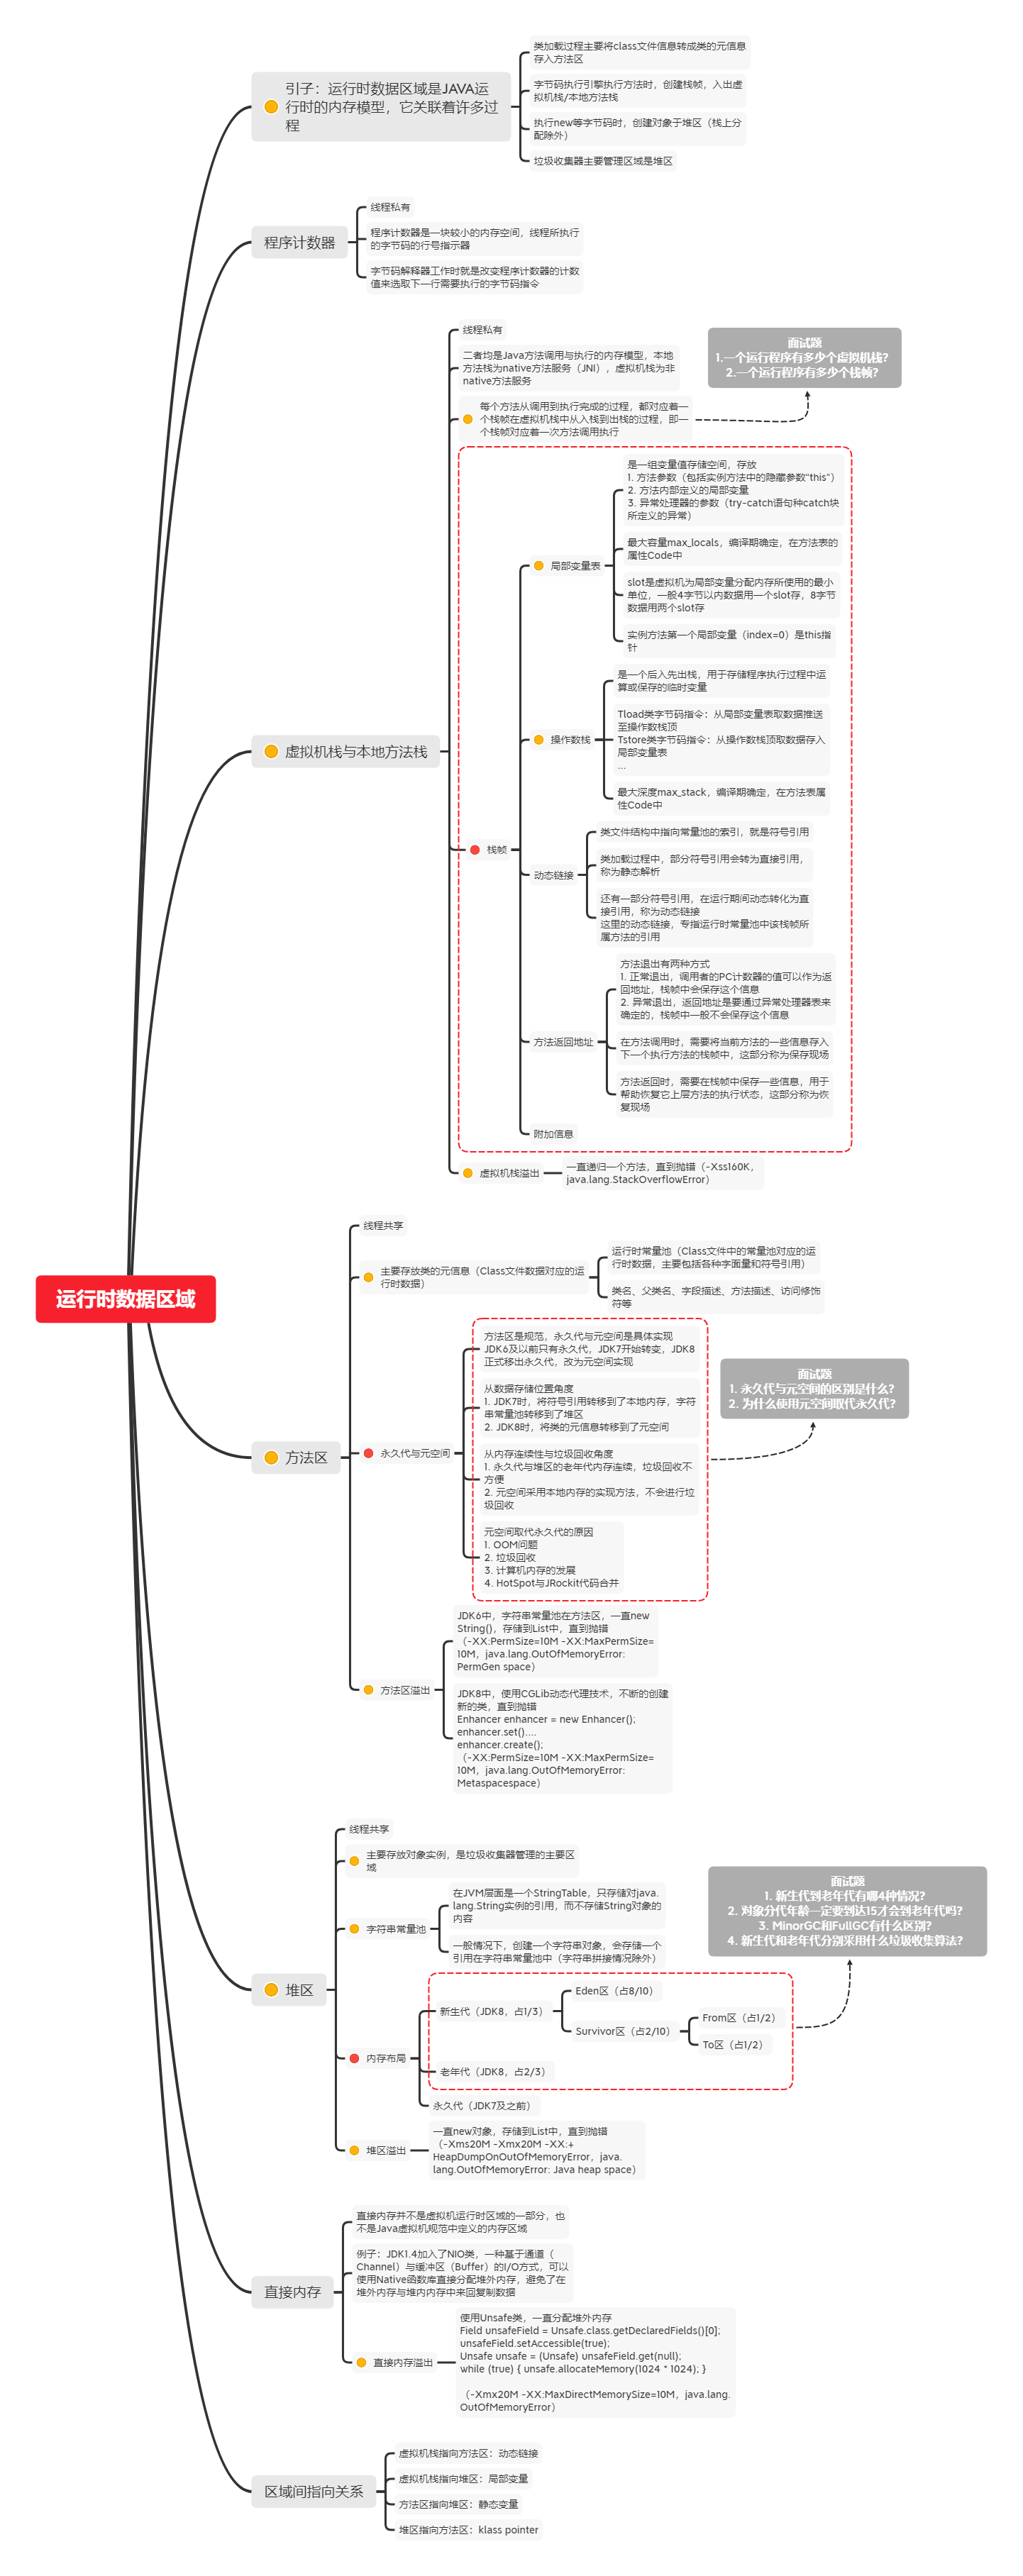 运行时数据区域
引子：运行时数据区域是JAVA运
行时的内存模型，它关联着许多过
程
类加载过程主要将class文件信息转成类的元信息
存入方法区
字节码执行引擎执行方法时，创建栈帧，入出虚
拟机栈/本地方法栈
执行new等字节码时，创建对象于堆区（栈上分
配除外）
垃圾收集器主要管理区域是堆区
程序计数器
线程私有
程序计数器是一块较小的内存空间，线程所执行
的字节码的行号指示器
字节码解释器工作时就是改变程序计数器的计数
值来选取下一行需要执行的字节码指令
虚拟机栈与本地方法栈
线程私有
二者均是Java方法调用与执行的内存模型，本地
方法栈为native方法服务（JNI），虚拟机栈为非
native方法服务
每个方法从调用到执行完成的过程，都对应着一
个栈帧在虚拟机栈中从入栈到出栈的过程，即一
个栈帧对应着一次方法调用执行
面试题
1.一个运行程序有多少个虚拟机栈？
2.一个运行程序有多少个栈帧？
栈帧
局部变量表
是一组变量值存储空间，存放
1. 方法参数（包括实例方法中的隐藏参数“this”）
2. 方法内部定义的局部变量
3. 异常处理器的参数（try-catch语句种catch块
所定义的异常）
最大容量max_locals，编译期确定，在方法表的
属性Code中
slot是虚拟机为局部变量分配内存所使用的最小
单位，一般4字节以内数据用一个slot存，8字节
数据用两个slot存
实例方法第一个局部变量（index=0）是this指
针
操作数栈
是一个后入先出栈，用于存储程序执行过程中运
算或保存的临时变量
Tload类字节码指令：从局部变量表取数据推送
至操作数栈顶
Tstore类字节码指令：从操作数栈顶取数据存入
局部变量表
...
最大深度max_stack，编译期确定，在方法表属
性Code中
动态链接
类文件结构中指向常量池的索引，就是符号引用
类加载过程中，部分符号引用会转为直接引用，
称为静态解析
还有一部分符号引用，在运行期间动态转化为直
接引用，称为动态链接
这里的动态链接，专指运行时常量池中该栈帧所
属方法的引用
方法返回地址
方法退出有两种方式
1. 正常退出，调用者的PC计数器的值可以作为返
回地址，栈帧中会保存这个信息
2. 异常退出，返回地址是要通过异常处理器表来
确定的，栈帧中一般不会保存这个信息
在方法调用时，需要将当前方法的一些信息存入
下一个执行方法的栈帧中，这部分称为保存现场
方法返回时，需要在栈帧中保存一些信息，用于
帮助恢复它上层方法的执行状态，这部分称为恢
复现场
附加信息
虚拟机栈溢出
一直递归一个方法，直到抛错（-Xss160K，
java.lang.StackOverflowError）
方法区
线程共享
主要存放类的元信息（Class文件数据对应的运
行时数据）
运行时常量池（Class文件中的常量池对应的运
行时数据，主要包括各种字面量和符号引用）
类名、父类名、字段描述、方法描述、访问修饰
符等
永久代与元空间
方法区是规范，永久代与元空间是具体实现
JDK6及以前只有永久代，JDK7开始转变，JDK8
正式移出永久代，改为元空间实现
从数据存储位置角度
1. JDK7时，将符号引用转移到了本地内存，字符
串常量池转移到了堆区
2. JDK8时，将类的元信息转移到了元空间
从内存连续性与垃圾回收角度
1. 永久代与堆区的老年代内存连续，垃圾回收不
方便
2. 元空间采用本地内存的实现方法，不会进行垃
圾回收
元空间取代永久代的原因
1. OOM问题
2. 垃圾回收
3. 计算机内存的发展
4. HotSpot与JRockit代码合并
面试题
1. 永久代与元空间的区别是什么？
2. 为什么使用元空间取代永久代？
方法区溢出
JDK6中，字符串常量池在方法区，一直new
String()，存储到List中，直到抛错
（-XX:PermSize=10M -XX:MaxPermSize=
10M，java.lang.OutOfMemoryError:
PermGen space）
JDK8中，使用CGLib动态代理技术，不断的创建
新的类，直到抛错
Enhancer enhancer = new Enhancer();
enhancer.set()....
enhancer.create();
（-XX:PermSize=10M -XX:MaxPermSize=
10M，java.lang.OutOfMemoryError:
Metaspacespace）
堆区
线程共享
主要存放对象实例，是垃圾收集器管理的主要区
域
字符串常量池
在JVM层面是一个StringTable，只存储对java.
lang.String实例的引用，而不存储String对象的
内容
一般情况下，创建一个字符串对象，会存储一个
引用在字符串常量池中（字符串拼接情况除外）
内存布局
新生代（JDK8，占1/3）
Eden区（占8/10）
Survivor区（占2/10）
From区（占1/2）
To区（占1/2）
老年代（JDK8，占2/3）
永久代（JDK7及之前）
面试题
1. 新生代到老年代有哪4种情况？
2. 对象分代年龄一定要到达15才会到老年代吗？
3. MinorGC和FullGC有什么区别？
4. 新生代和老年代分别采用什么垃圾收集算法？
堆区溢出
一直new对象，存储到List中，直到抛错
（-Xms20M -Xmx20M -XX:+
HeapDumpOnOutOfMemoryError，java.
lang.OutOfMemoryError: Java heap space）
直接内存
直接内存并不是虚拟机运行时区域的一部分，也
不是Java虚拟机规范中定义的内存区域
例子：JDK1.4加入了NIO类，一种基于通道（
Channel）与缓冲区（Buffer）的I/O方式，可以
使用Native函数库直接分配堆外内存，避免了在
堆外内存与堆内内存中来回复制数据
直接内存溢出
使用Unsafe类，一直分配堆外内存
Field unsafeField = Unsafe.class.getDeclaredFields()[0];
unsafeField.setAccessible(true);
Unsafe unsafe = (Unsafe) unsafeField.get(null);
while (true) { unsafe.allocateMemory(1024 * 1024); }
（-Xmx20M -XX:MaxDirectMemorySize=10M，java.lang.
OutOfMemoryError）
区域间指向关系
虚拟机栈指向方法区：动态链接
虚拟机栈指向堆区：局部变量
方法区指向堆区：静态变量
堆区指向方法区：klass pointer